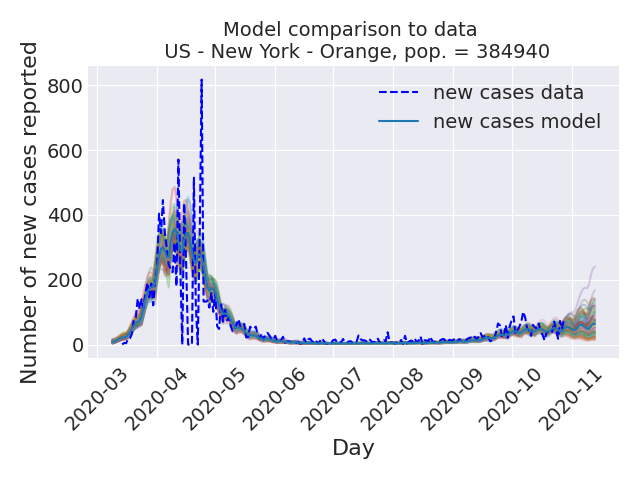 Model comparison to data
US - New York - Orange, pop. = 384940
Number of new cases reported
800
600
400
200
0
new cases data
new cases model
2020-03
2020-04
2020-05
2020-06
2020-07
2020-08
2020-09
2020-10
2020-11
Day